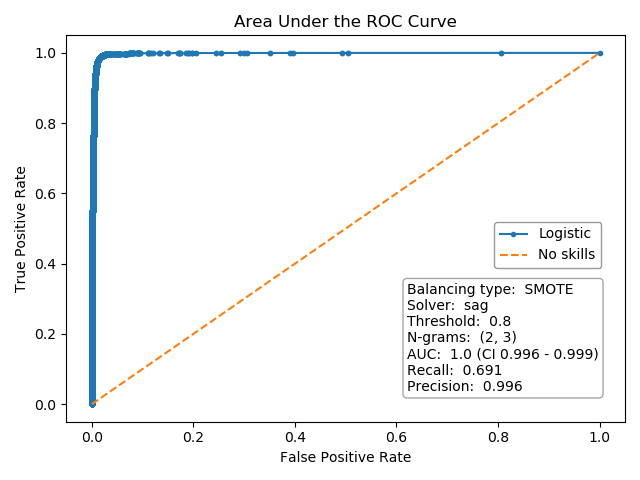 Area Under the ROC Curve
True Positive Rate
1.0
0.8
0.6
0.4
0.2
0.0
Logistic
No skills
Balancing type:  SMOTE
Solver:  sag
Threshold:  0.8
N-grams:  (2, 3)
AUC:  1.0 (CI 0.996 - 0.999)
Recall:  0.691
Precision:  0.996
0.0 0.2 0.4 0.6 0.8 1.0
False Positive Rate